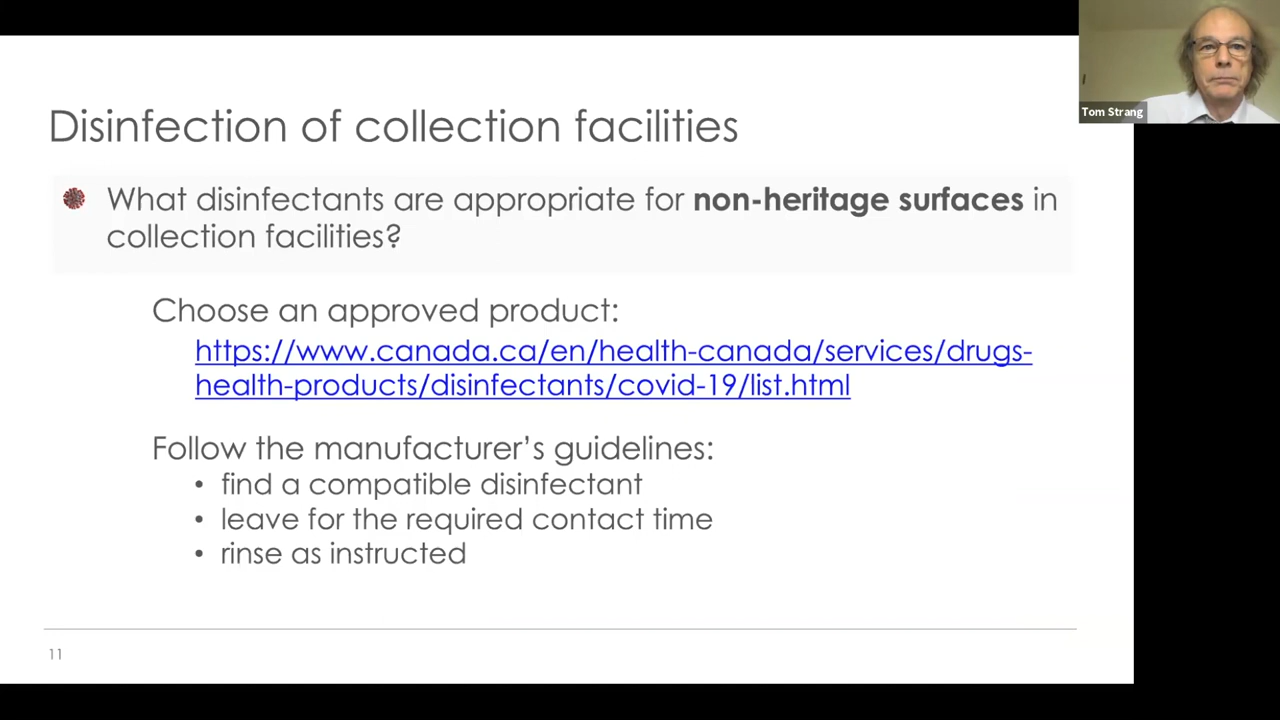 Tom Strang
Disinfection of collection facilities
What disinfectants are appropriate for non-heritage surfaces in
collection facilities?
Choose an approved product:
https://www.canada.ca/en/health-canada/services/drugs-
health-products/disinfectants/covid-19/list.html
Follow the manufacturer’s guidelines:
• find a compatible disinfectant
• leave for the required contact time
• rinse as instructed
11